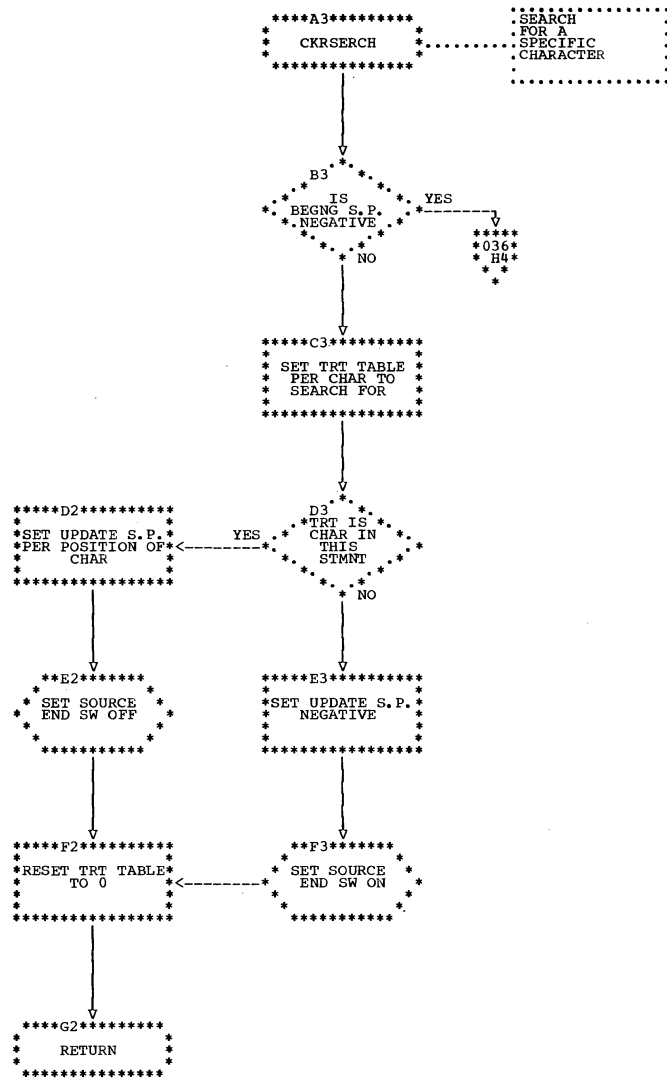 A3
CKRSERCH
SEARCH
FOR A
SPECIFIC
CHARACTER
B3
IS
BEGNG S.P.
NEGATIVE
YES
036
H4
NO
C3
SET TRT TABLE
PER CHAR TO
SEARCH FOR
D2
SET UPDATE S.P.
PER POSITION OF
CHAR
YES
D3
TRT IS
CHAR IN
THIS
STMNT
NO
E2
SET SOURCE
END SW OFF
E3
SET UPDATE S.P.
NEGATIVE
F2
RESET TRT TABLE
TO 0
F3
SET SOURCE
END SW ON
G2
RETURN